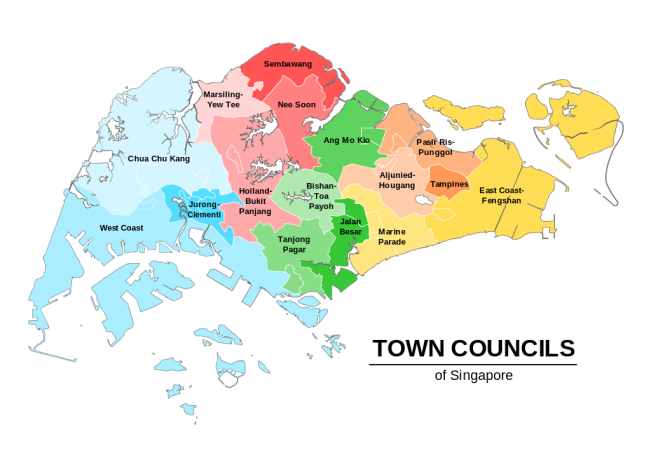 Sembawang
Marsiling-
Yew Tee
Nee Soon
Ang Mo Kio
Pasir Ris-
Punggol
Chua Chu Kang
Aljunied-
Hougang
Tampines
East Coast-
Fengshan
Holland-
Bukit
Panjang
Bishan-
Toa
Payoh
Jurong-
Clementi
West Coast
Jalan
Besar
Marine
Parade
Tanjong
Pagar
TOWN COUNCILS
of Singapore